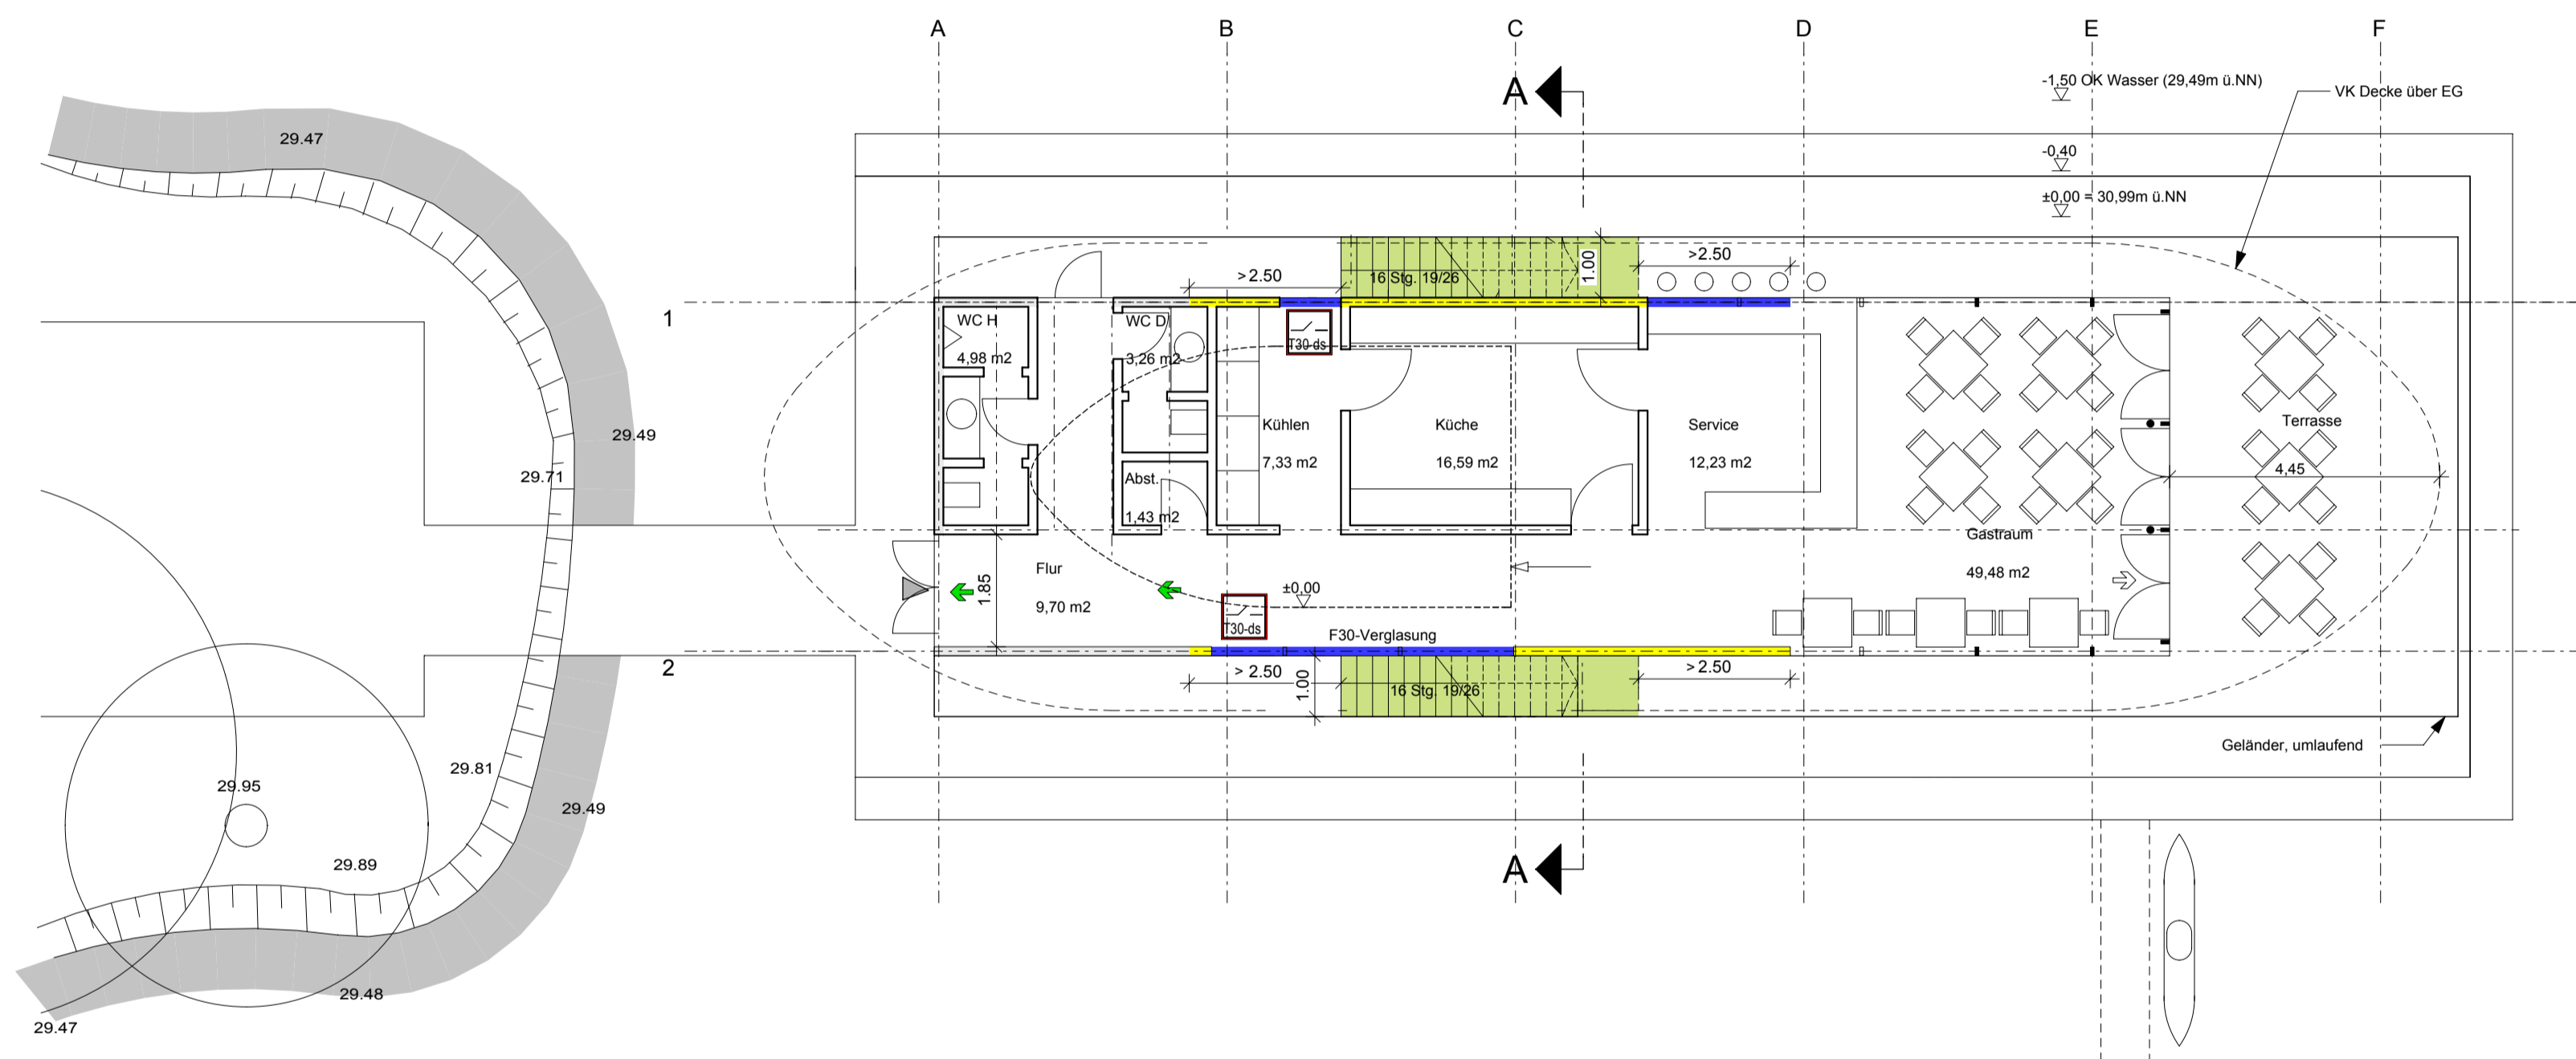 A B C D E F
-1,50 OK Wasser (29,49m ü.NN)
VK Decke über EG
A
29.47
-0,40
±0,00 = 30,99m ü.NN
>2.50
16 Stg. 19/26
1.00
>2.50
1
WC H
4,98 m2
WC D
3,26 m2
T30-ds
Kühlen
7,33 m2
Küche
16,59 m2
Service
12,23 m2
Terrasse
4,45
29.49
29.71
Abst.
1,43 m2
Gastraum
49,48 m2
Flur
9,70 m2
1.85
±0,00
T30-ds
F30-Verglasung
2
> 2.50
1.00
16 Stg. 19/26
>2.50
Geländer, umlaufend
29.81
29.95
29.49
29.89
A
29.48
29.47